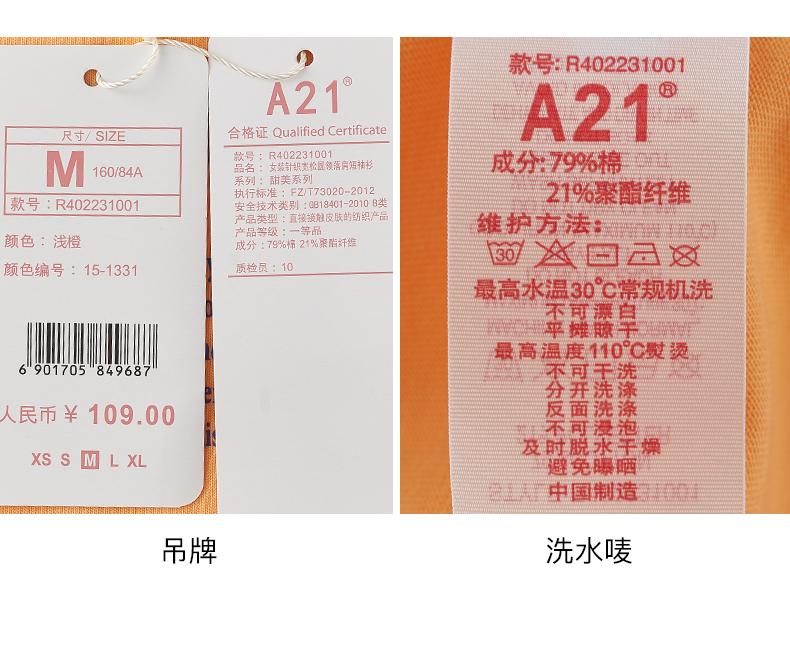 尺寸/ SIZE
M 160/84A
款号：R402231001
颜色：浅橙
颜色编号：15-1331
6 901705 849687
人民币 ¥ 109.00
XS S M L XL
A21®
合格证 Qualified Certificate
款号：R402231001
品名：女装针织宽松圆领落肩短袖衫
系列：甜美系列
执行标准：FZ/T73020-2012
安全技术类别：GB18401-2010 B类
产品类型：直接接触皮肤的纺织产品
产品等级：一等品
成分：79%棉 21%聚酯纤维
质检员：10
款号: R402231001
A21®
成分: 79%棉
21%聚酯纤维
维护方法：
30
最高水温30°C常规机洗
不可漂白
平摊晾干
最高温度110°C熨烫
不可干洗
分开洗涤
反面洗涤
不可浸泡
及时脱水干燥
避免曝晒
中国制造
吊牌
洗水唛